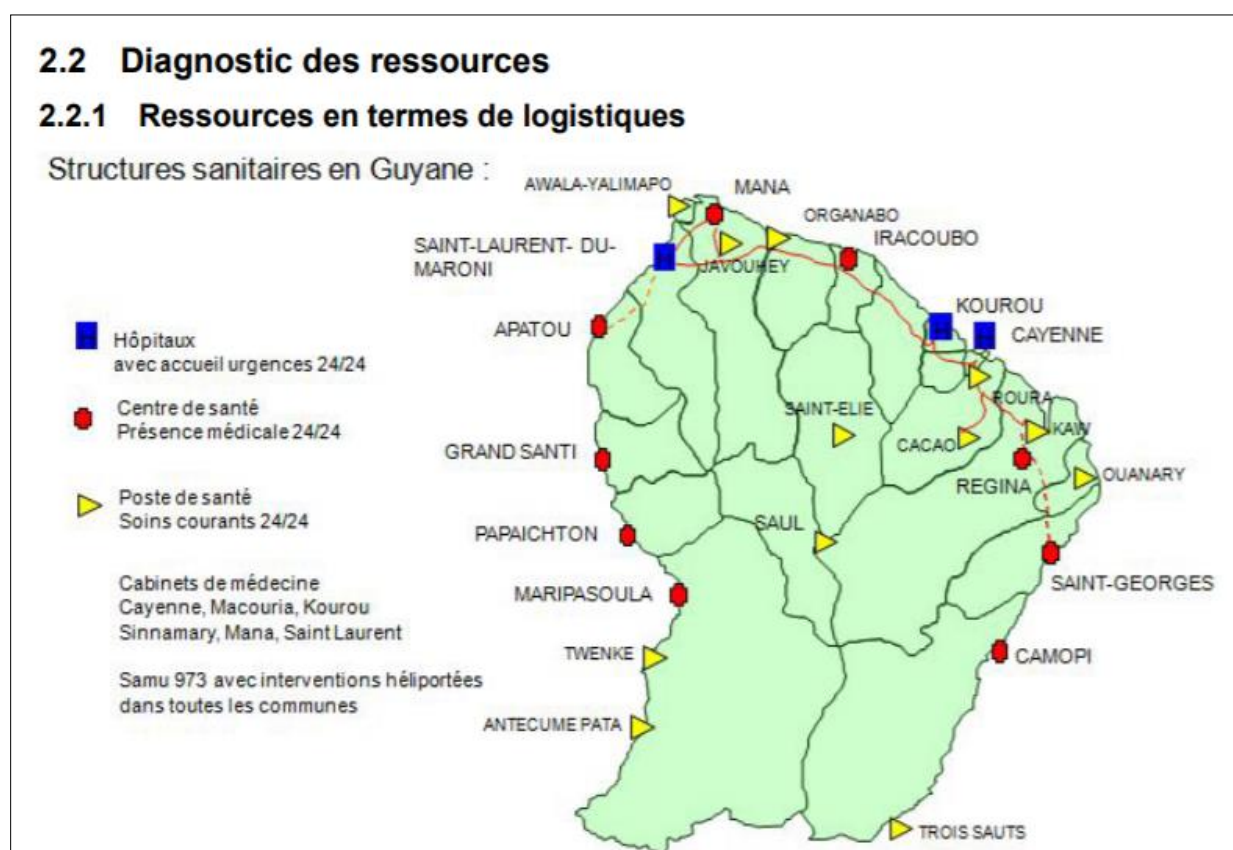 2.2 Diagnostic des ressources
2.2.1 Ressources en termes de logistiques
Structures sanitaires en Guyane :
AWALA-YALIMAPO
MANA
ORGANABO
IRACOUBO
SAINT-LAURENT- DU-
MARONI
JAVOUHEY
KOUROU
CAYENNE
APATOU
Hôpitaux
avec accueil urgences 24/24
Centre de santé
Présence médicale 24/24
ROURA
SAINT-ELIE
CACAO
KAW
GRAND SANTI
REGINA
OUANARY
Poste de santé
Soins courants 24/24
PAPAICHTON
SAUL
SAINT-GEORGES
Cabinets de médecine
Cayenne, Macouria, Kourou
Sinnamary, Mana, Saint Laurent
MARIPASOULA
TWENKE
CAMOPI
Samu 973 avec interventions héliportées
dans toutes les communes
ANTECUME PATA
TROIS SAUTS